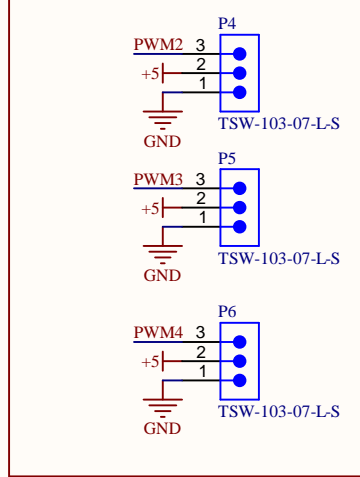 P4
PWM2 3
+5 2
1
GND
TSW-103-07-L-S
P5
PWM3 3
+5 2
1
GND
TSW-103-07-L-S
P6
PWM4 3
+5 2
1
GND
TSW-103-07-L-S